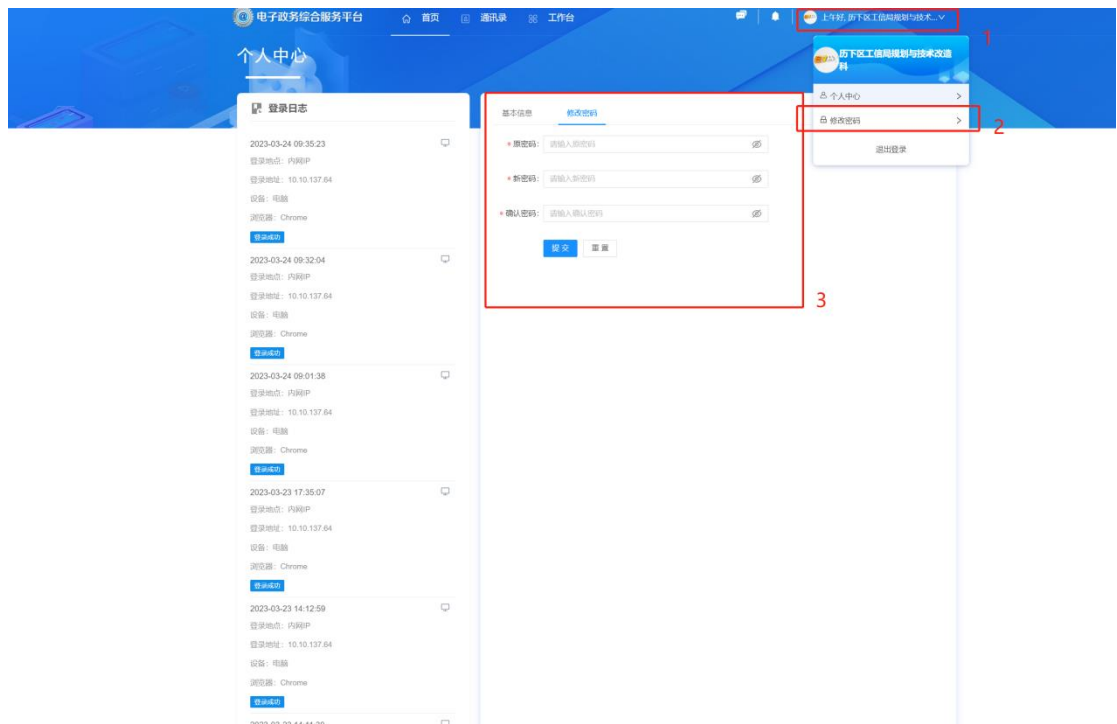 电子政务综合服务平台 首页 通讯录 工作台 上午好, 历下区工信局规划与技术...
1
个人中心
历下区工信局规划与技术改造科
个人中心
修改密码
2
退出登录
登录日志
2023-03-24 09:35:23
登录地点：内网IP
登录地址：10.10.137.64
设备：电脑
浏览器：Chrome
登录成功
2023-03-24 09:32:04
登录地点：内网IP
登录地址：10.10.137.64
设备：电脑
浏览器：Chrome
登录成功
2023-03-24 09:01:38
登录地点：内网IP
登录地址：10.10.137.64
设备：电脑
浏览器：Chrome
登录成功
2023-03-23 17:35:07
登录地点：内网IP
登录地址：10.10.137.64
设备：电脑
浏览器：Chrome
登录成功
2023-03-23 14:12:59
登录地点：内网IP
登录地址：10.10.137.64
设备：电脑
浏览器：Chrome
登录成功
基本信息 修改密码
* 原密码： 请输入原密码
* 新密码： 请输入新密码
* 确认密码： 请输入确认密码
提 交 重 置
3